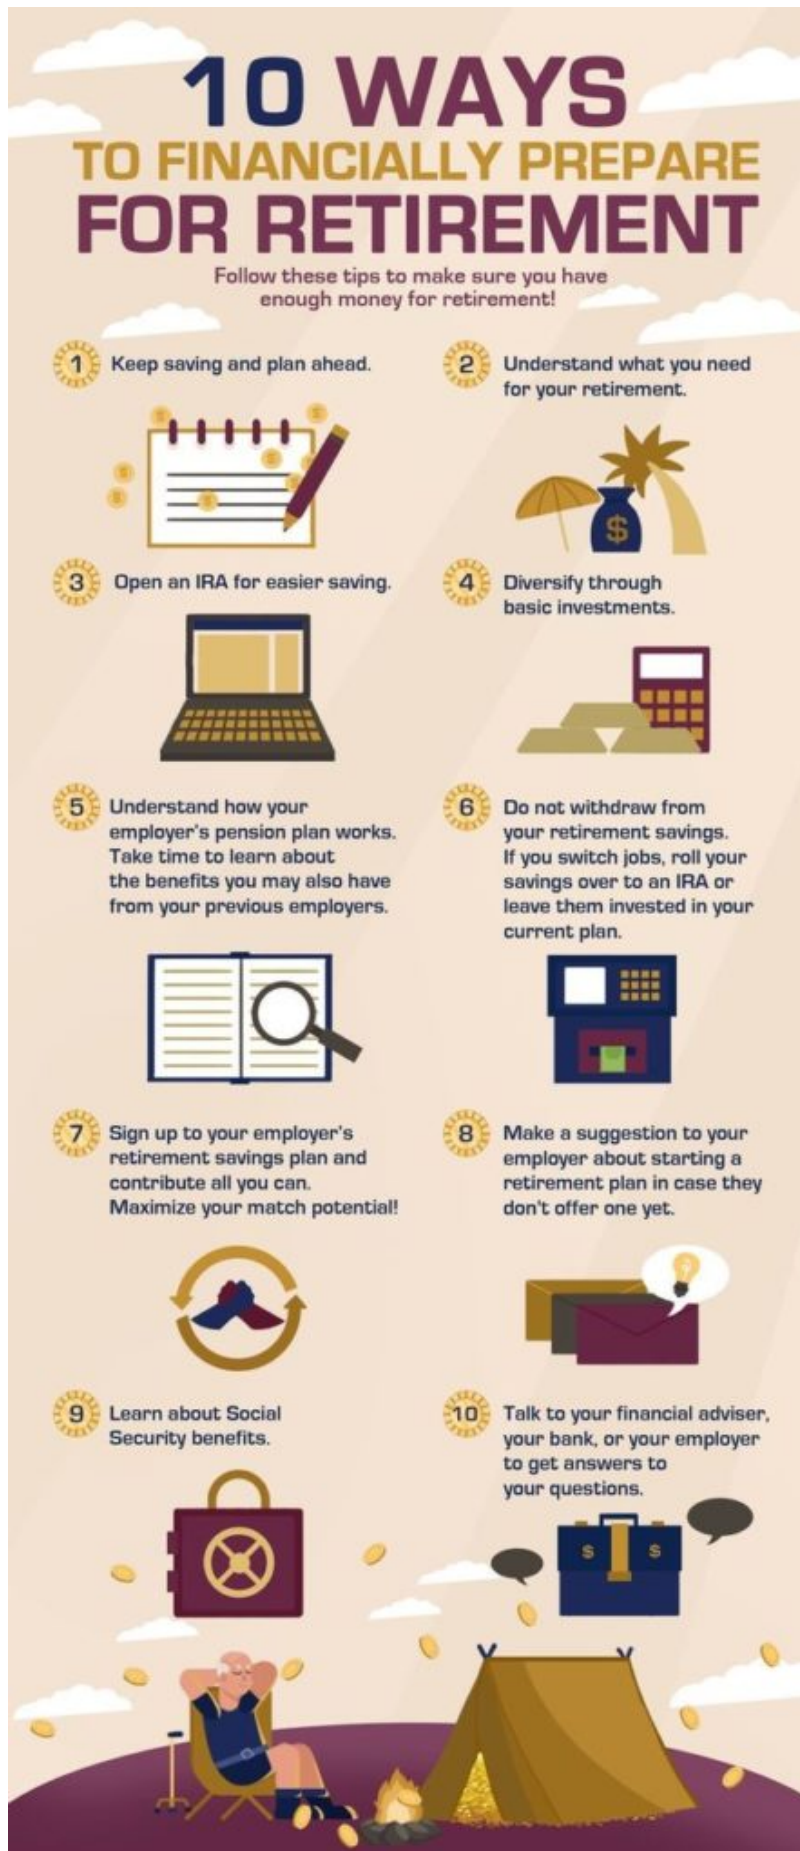 10 WAYS
TO FINANCIALLY PREPARE
FOR RETIREMENT
Follow these tips to make sure you have
enough money for retirement!
1
Keep saving and plan ahead.
2
Understand what you need
for your retirement.
$
3
Open an IRA for easier saving.
4
Diversify through
basic investments.
5
Understand how your
employer's pension plan works.
Take time to learn about
the benefits you may also have
from your previous employers.
6
Do not withdraw from
your retirement savings.
If you switch jobs, roll your
savings over to an IRA or
leave them invested in your
current plan.
7
Sign up to your employer's
retirement savings plan and
contribute all you can.
Maximize your match potential!
8
Make a suggestion to your
employer about starting a
retirement plan in case they
don't offer one yet.
9
Learn about Social
Security benefits.
10
Talk to your financial adviser,
your bank, or your employer
to get answers to
your questions.
$ $